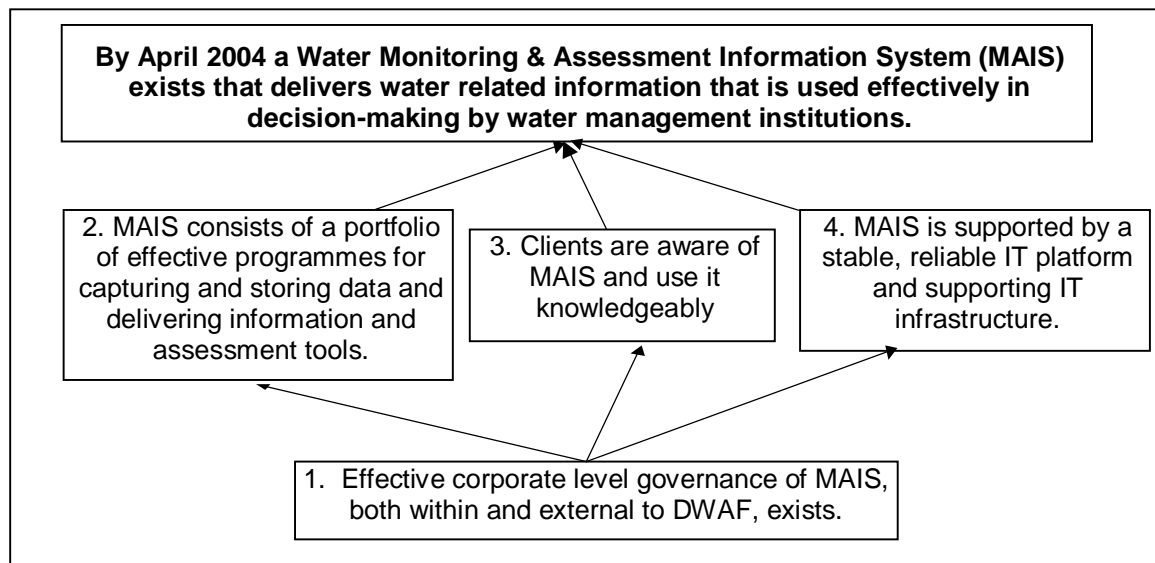 By April 2004 a Water Monitoring & Assessment Information System (MAIS)
exists that delivers water related information that is used effectively in
decision-making by water management institutions.
2. MAIS consists of a portfolio
of effective programmes for
capturing and storing data and
delivering information and
assessment tools.
3. Clients are aware of
MAIS and use it
knowledgeably
4. MAIS is supported by a
stable, reliable IT platform
and supporting IT
infrastructure.
1. Effective corporate level governance of MAIS,
both within and external to DWAF, exists.